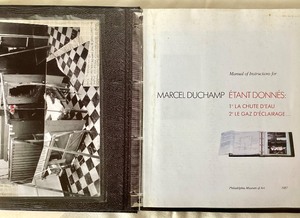 Manual of Instructions for
MARCEL DUCHAMP ÉTANT DONNÉS:
1° LA CHUTE D'EAU
2° LE GAZ D'ÉCLAIRAGE...
Philadelphia Museum of Art 1987